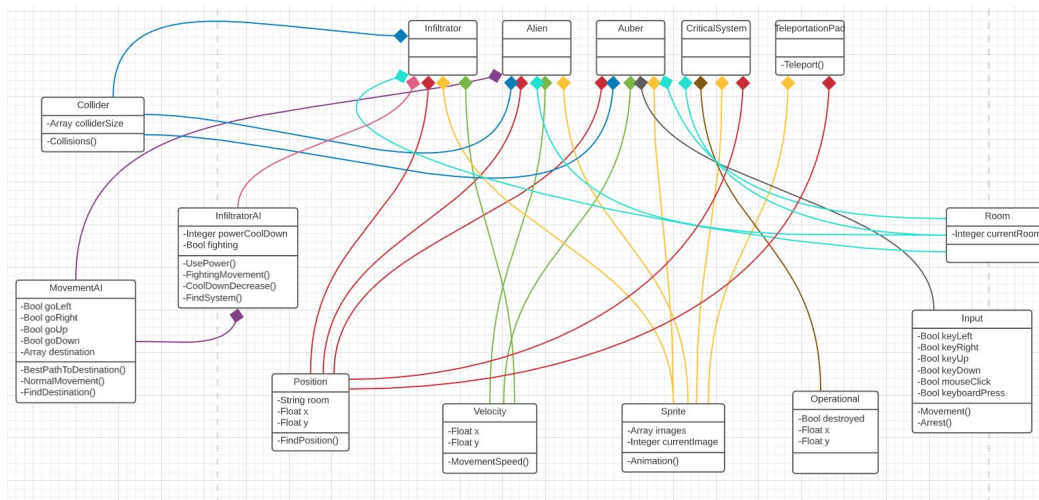 Infiltrator
Alien
Auber
CriticalSystem
TeleportationPad
-Teleport()
Collider
-Array colliderSize
-Collisions()
InfiltratorAI
-Integer powerCoolDown
-Bool fighting
-UsePower()
-FightingMovement()
-CoolDownDecrease()
-FindSystem()
Room
-Integer currentRoom
MovementAI
-Bool goLeft
-Bool goRight
-Bool goUp
-Bool goDown
-Array destination
-BestPathToDestination()
-NormalMovement()
-FindDestination()
Input
-Bool keyLeft
-Bool keyRight
-Bool keyUp
-Bool keyDown
-Bool mouseClick
-Bool keyboardPress
-Movement()
-Arrest()
Position
-String room
-Float x
-Float y
-FindPosition()
Velocity
-Float x
-Float y
-MovementSpeed()
Sprite
-Array images
-Integer currentImage
-Animation()
Operational
-Bool destroyed
-Float x
-Float y